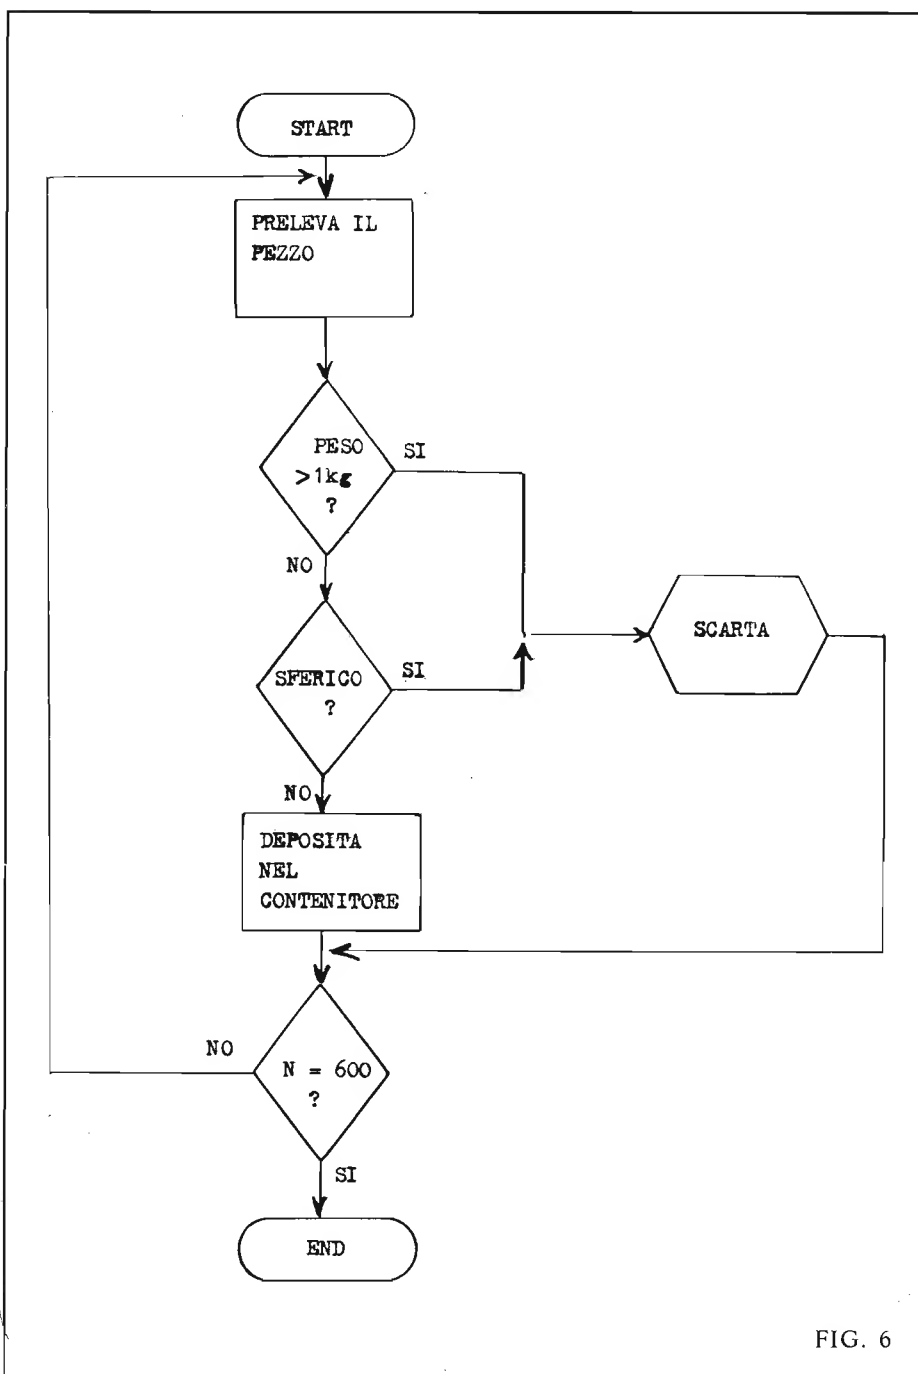 START
PRELEVA IL
PEZZO
PESO
>1kg
?
SI
NO
SFERICO
?
SI
SCARTA
NO
DEPOSITA
NEL
CONTENITORE
NO
N = 600
?
SI
END
FIG. 6